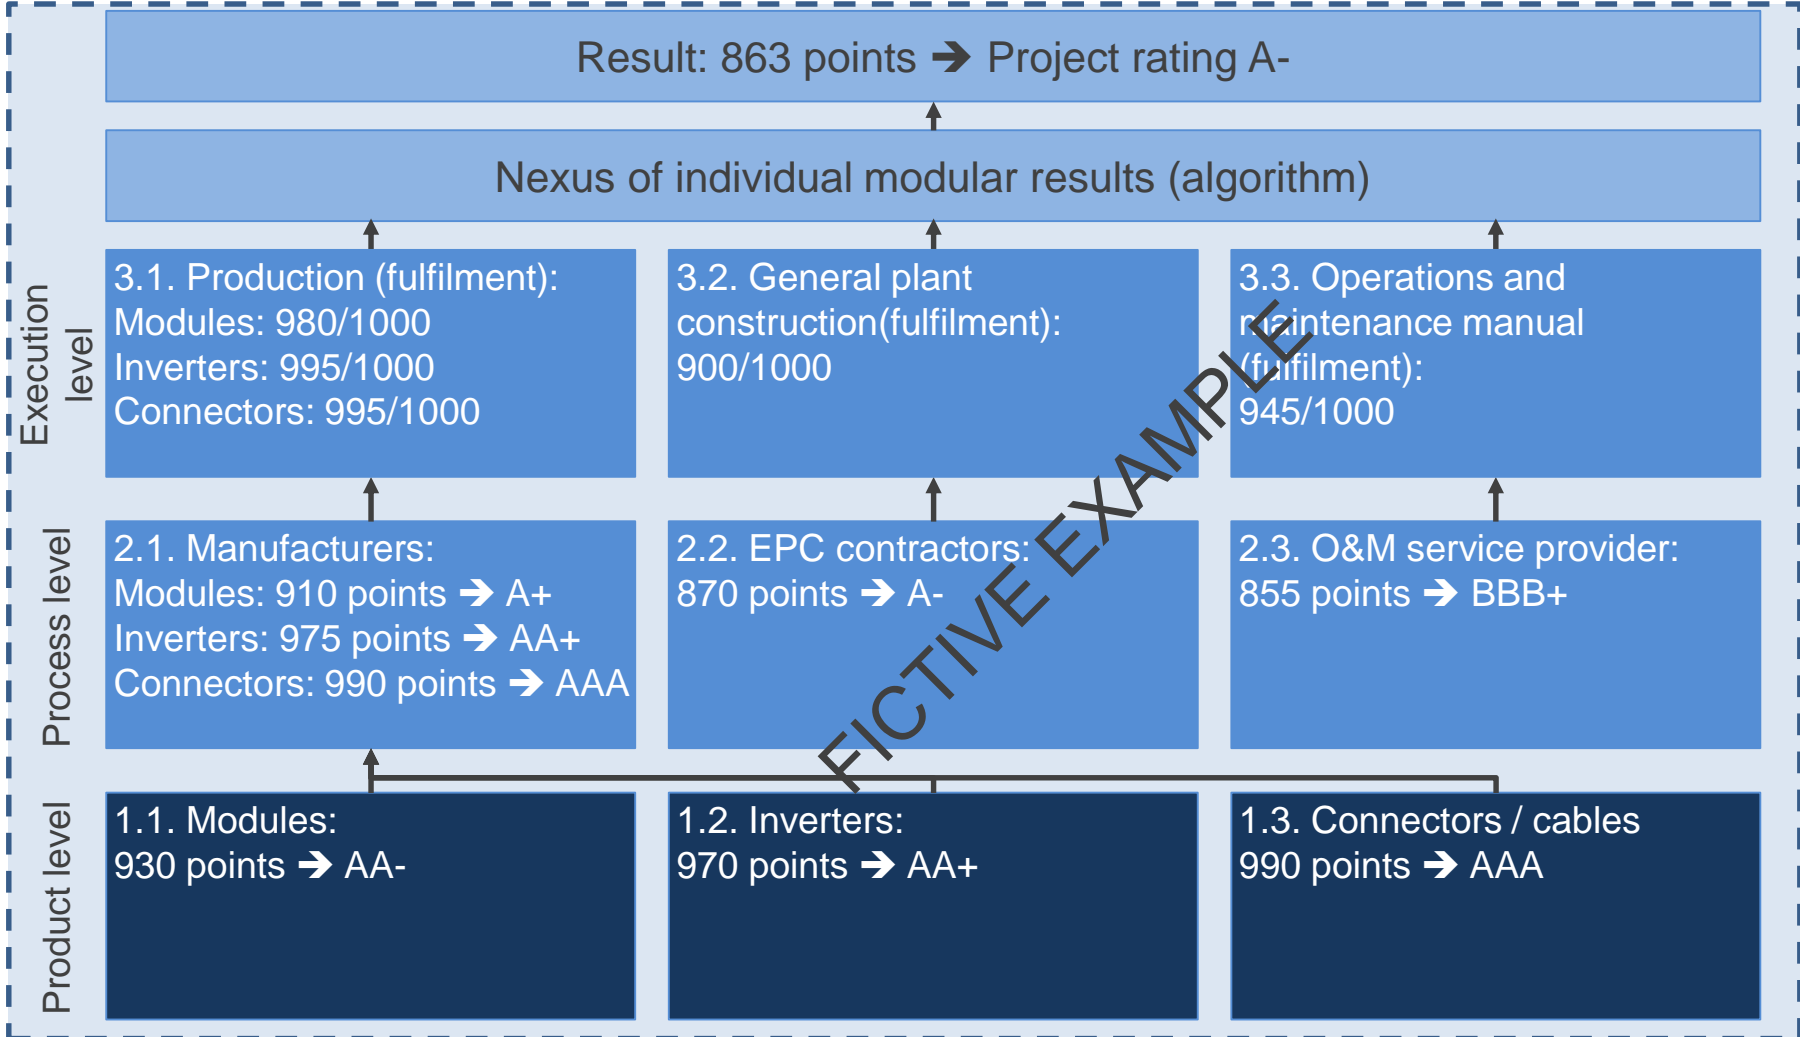 Result: 863 points ➔ Project rating A-
Nexus of individual modular results (algorithm)
Execution
level
3.1. Production (fulfilment):
Modules: 980/1000
Inverters: 995/1000
Connectors: 995/1000
3.2. General plant
construction(fulfilment):
900/1000
3.3. Operations and
maintenance manual
(fulfilment):
945/1000
Process level
2.1. Manufacturers:
Modules: 910 points ➔ A+
Inverters: 975 points ➔ AA+
Connectors: 990 points ➔ AAA
2.2. EPC contractors:
870 points ➔ A-
2.3. O&M service provider:
855 points ➔ BBB+
FICTIVE EXAMPLE
Product level
1.1. Modules:
930 points ➔ AA-
1.2. Inverters:
970 points ➔ AA+
1.3. Connectors / cables
990 points ➔ AAA